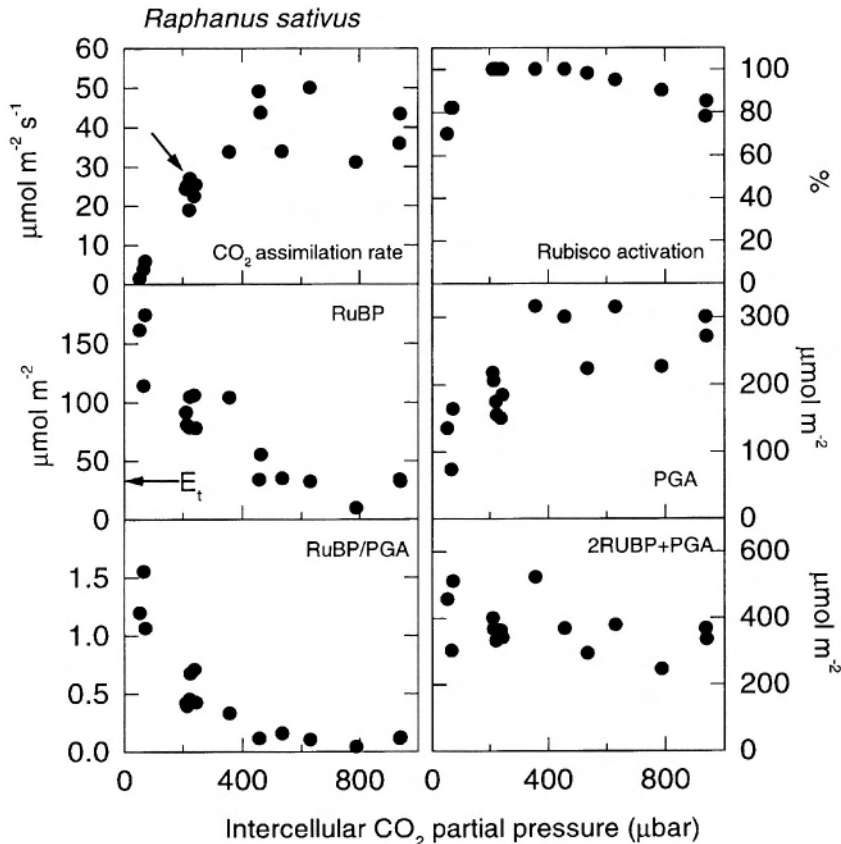 Raphanus sativus
60
50
40
30
20
10
0
μmol m⁻² s⁻¹
CO₂ assimilation rate
100
80
60
40
20
0
%
Rubisco activation
150
100
50
0
μmol m⁻²
RuBP
Eₜ
300
200
100
0
μmol m⁻²
PGA
1.5
1.0
0.5
0.0
RuBP/PGA
600
400
200
0
μmol m⁻²
2RUBP+PGA
0 400 800
0 400 800
Intercellular CO₂ partial pressure (μbar)